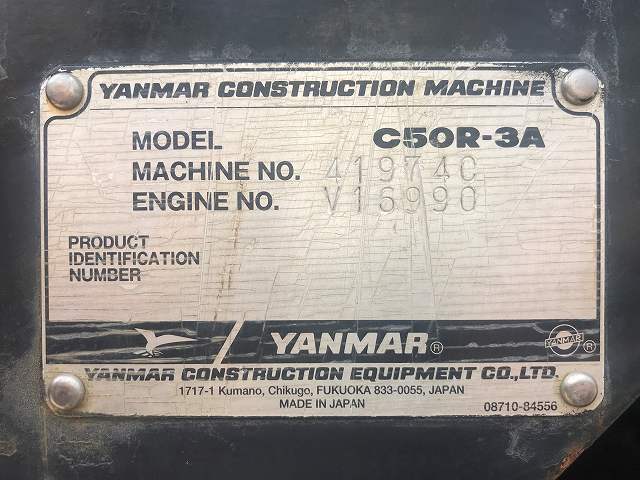 YANMAR CONSTRUCTION MACHINE
MODEL C50R-3A
MACHINE NO. 41974C
ENGINE NO. V16990
PRODUCT
IDENTIFICATION
NUMBER
YANMAR® YANMAR®
YANMAR CONSTRUCTION EQUIPMENT CO.,LTD.
1717-1 Kumano, Chikugo, FUKUOKA 833-0055, JAPAN
MADE IN JAPAN 08710-84556